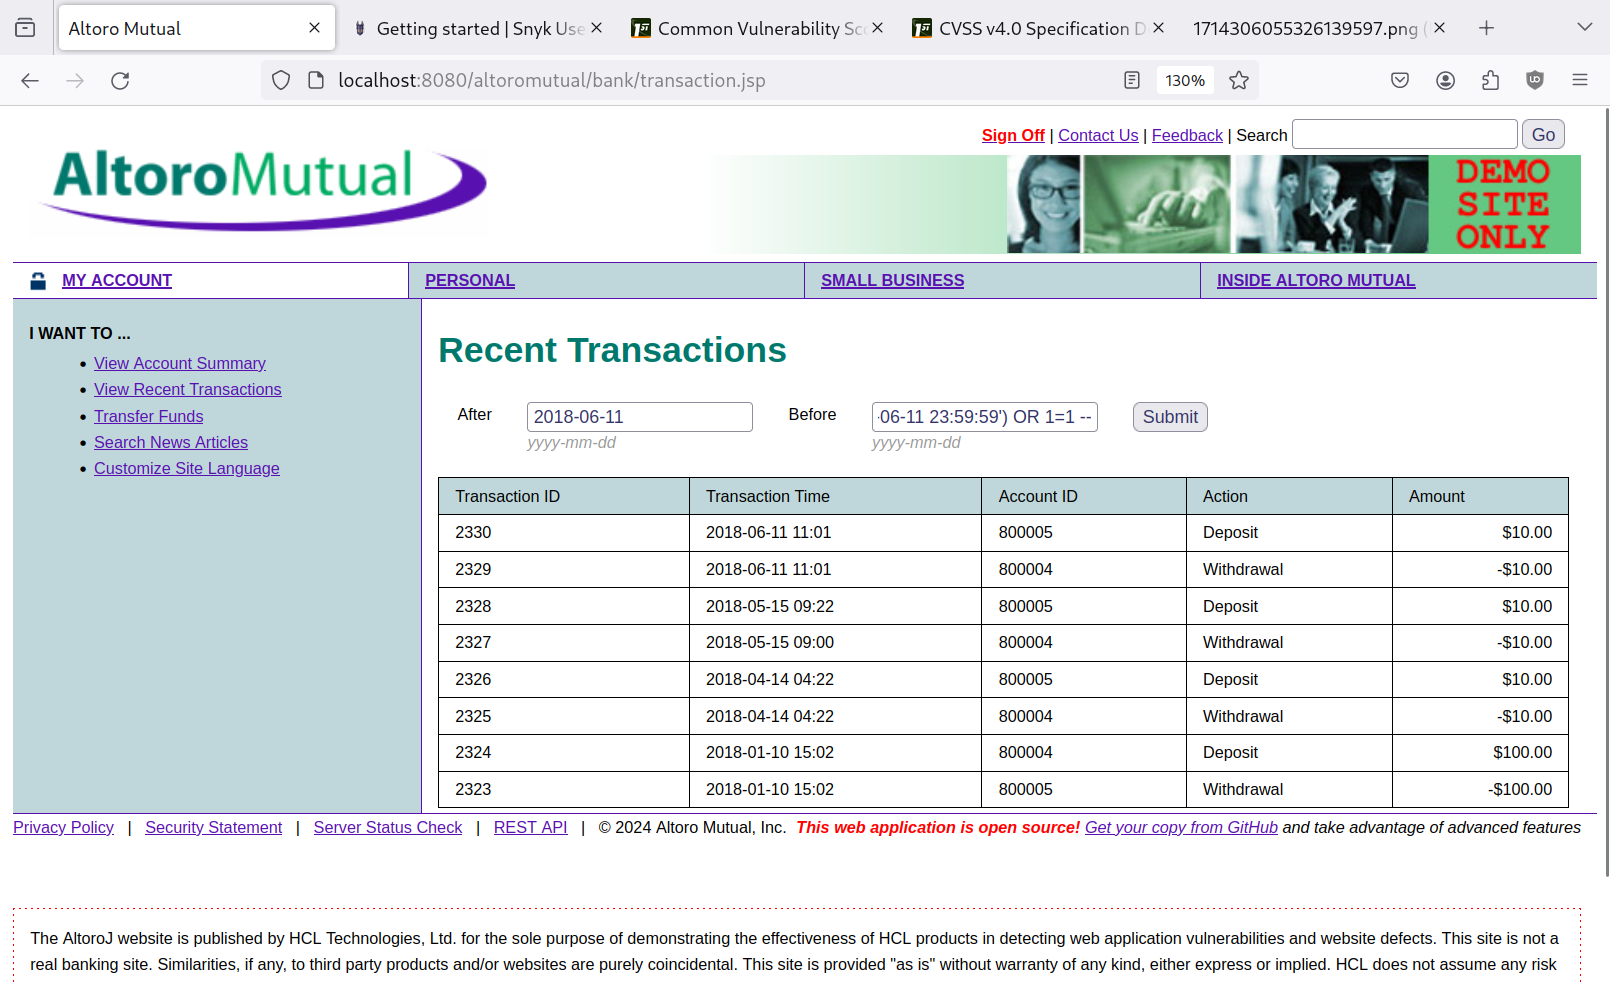 Altoro Mutual
Getting started | Snyk Use
Common Vulnerability Sco
CVSS v4.0 Specification D
1714306055326139597.png (
localhost:8080/altoromutual/bank/transaction.jsp
130%
Sign Off | Contact Us | Feedback | Search Go
AltoroMutual
DEMO
SITE
ONLY
MY ACCOUNT
PERSONAL
SMALL BUSINESS
INSIDE ALTORO MUTUAL
I WANT TO ...
View Account Summary
View Recent Transactions
Transfer Funds
Search News Articles
Customize Site Language
Recent Transactions
After 2018-06-11 Before -06-11 23:59:59') OR 1=1 -- Submit
yyyy-mm-dd yyyy-mm-dd
Transaction ID Transaction Time Account ID Action Amount
2330 2018-06-11 11:01 800005 Deposit $10.00
2329 2018-06-11 11:01 800004 Withdrawal -$10.00
2328 2018-05-15 09:22 800005 Deposit $10.00
2327 2018-05-15 09:00 800004 Withdrawal -$10.00
2326 2018-04-14 04:22 800005 Deposit $10.00
2325 2018-04-14 04:22 800004 Withdrawal -$10.00
2324 2018-01-10 15:02 800004 Deposit $100.00
2323 2018-01-10 15:02 800005 Withdrawal -$100.00
Privacy Policy | Security Statement | Server Status Check | REST API | © 2024 Altoro Mutual, Inc. This web application is open source! Get your copy from GitHub and take advantage of advanced features
The AltoroJ website is published by HCL Technologies, Ltd. for the sole purpose of demonstrating the effectiveness of HCL products in detecting web application vulnerabilities and website defects. This site is not a
real banking site. Similarities, if any, to third party products and/or websites are purely coincidental. This site is provided "as is" without warranty of any kind, either express or implied. HCL does not assume any risk